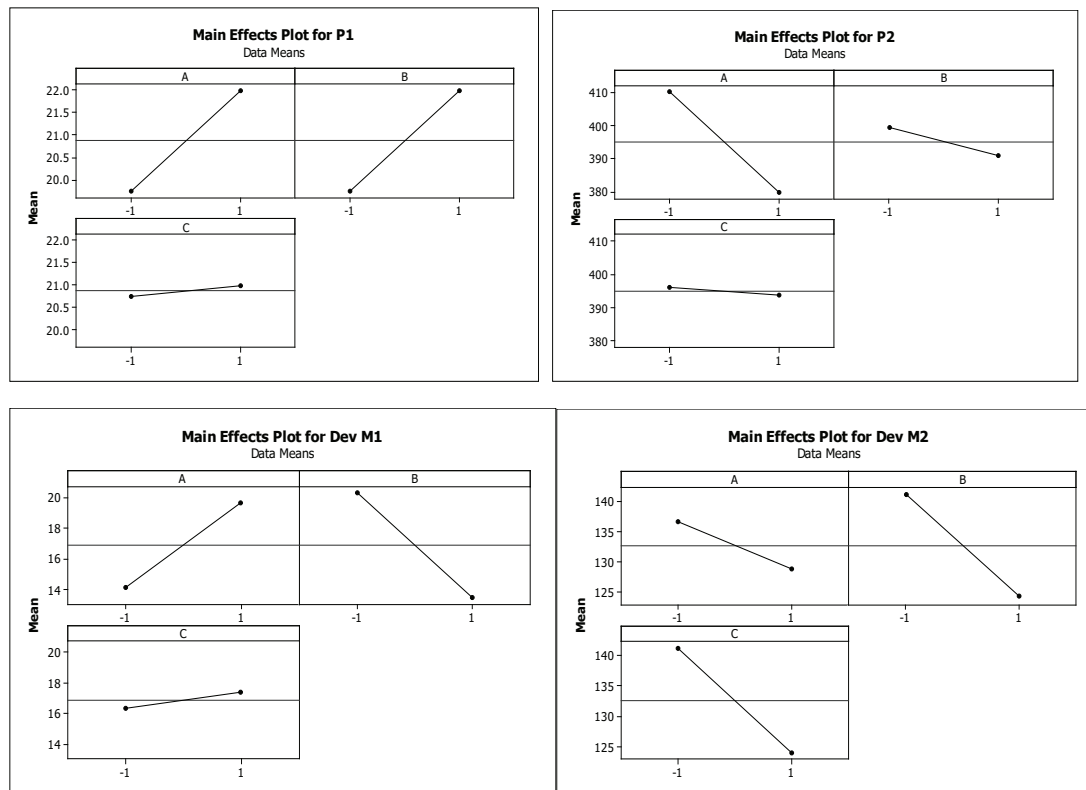 Main Effects Plot for P1
Data Means
A B
22.0
21.5
21.0
20.5
20.0
-1 1 -1 1
C
22.0
21.5
21.0
20.5
20.0
-1 1
Mean
Main Effects Plot for P2
Data Means
A B
410
400
390
380
-1 1 -1 1
C
410
400
390
380
-1 1
Mean
Main Effects Plot for Dev M1
Data Means
A B
20
18
16
14
-1 1 -1 1
C
20
18
16
14
-1 1
Mean
Main Effects Plot for Dev M2
Data Means
A B
140
135
130
125
-1 1 -1 1
C
140
135
130
125
-1 1
Mean